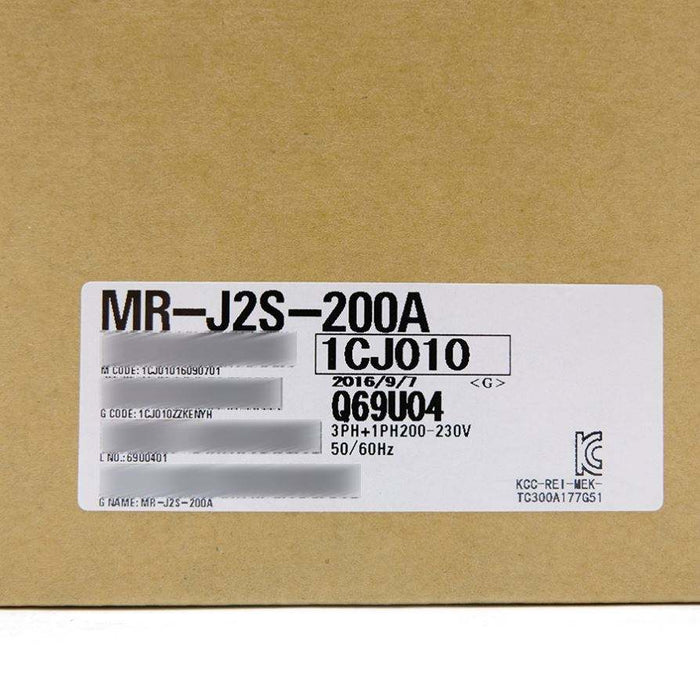 MR-J2S-200A
1CJ010
M CODE: 1CJ01016090701
2016/9/7 <G>
G CODE: 1CJ010ZZKENYH
Q69U04
3PH+1PH200-230V
50/60Hz
L NO.: 6900401
KCC-REI-MEK-
TC300A177G51
G NAME: MR-J2S-200A